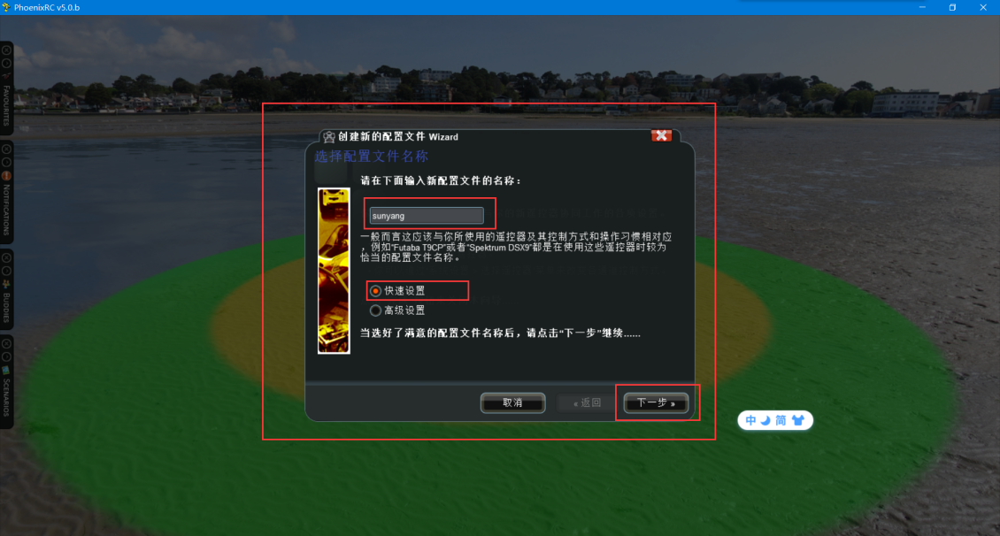 PhoenixRC v5.0.b
FAVOURITES
NOTIFICATIONS
BUDDIES
SCENARIOS
创建新的配置文件 Wizard
选择配置文件名称
请在下面输入新配置文件的名称：
sunyang
一般而言这应该与你所使用的遥控器及其控制方式和操作习惯相对应
，例如“Futaba T9CP”或者“Spektrum DSX9”都是在使用这些遥控器时较为
恰当的配置文件名称。
快速设置
高级设置
当选好了满意的配置文件名称后，请点击“下一步”继续......
取消
« 返回
下一步 »
中 简